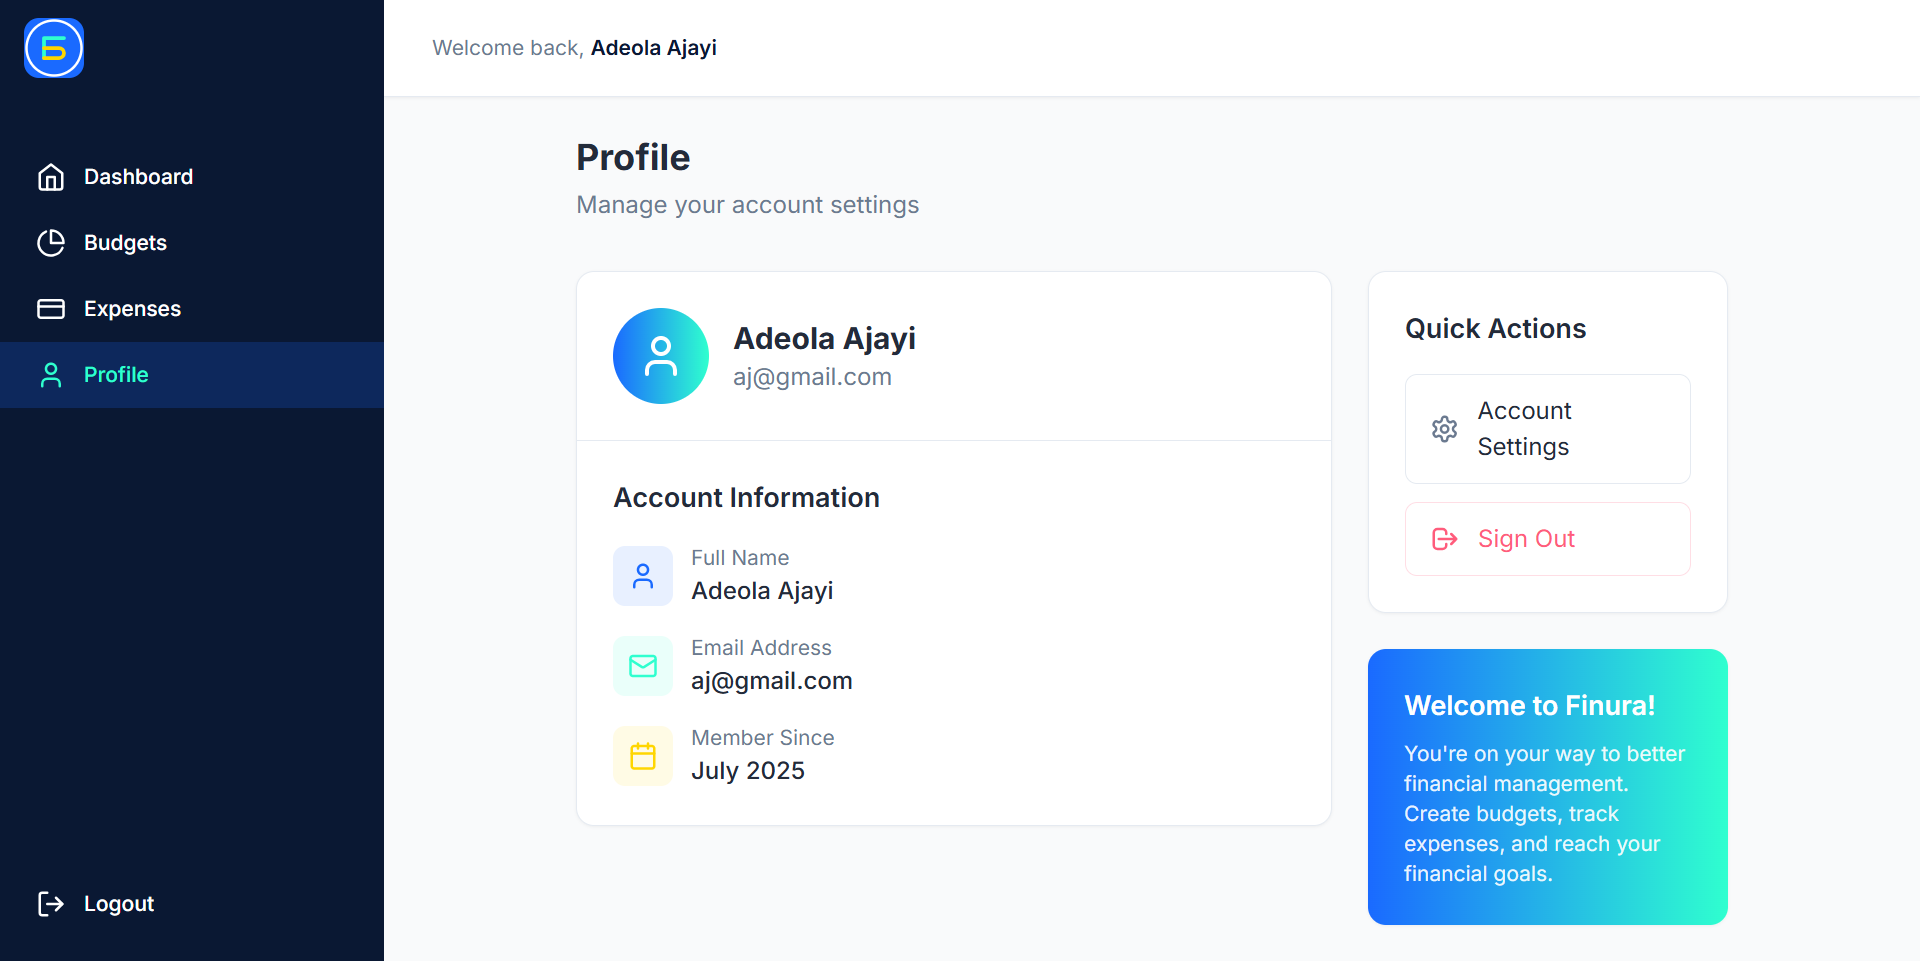 Dashboard
Budgets
Expenses
Profile
Logout
Welcome back, Adeola Ajayi
Profile
Manage your account settings
Adeola Ajayi
aj@gmail.com
Account Information
Full Name
Adeola Ajayi
Email Address
aj@gmail.com
Member Since
July 2025
Quick Actions
Account
Settings
Sign Out
Welcome to Finura!
You're on your way to better
financial management.
Create budgets, track
expenses, and reach your
financial goals.